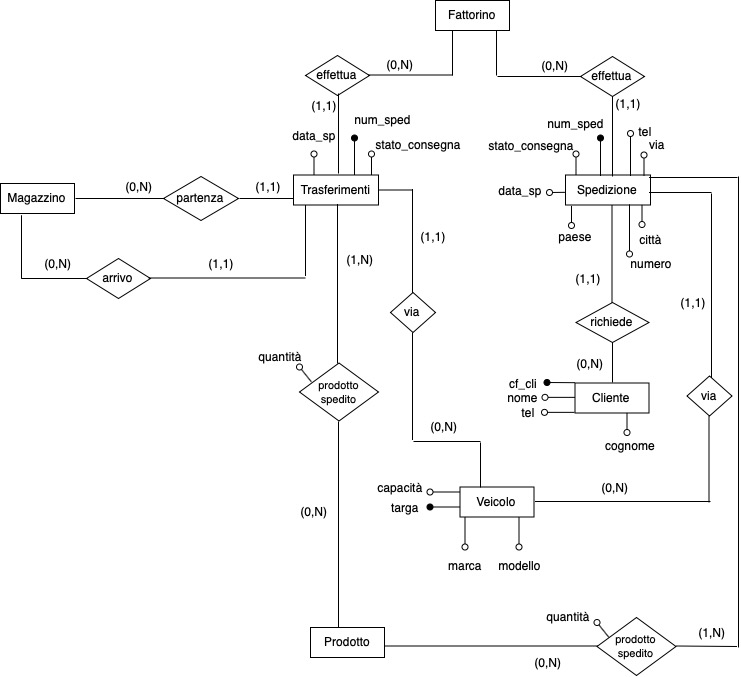 Fattorino
effettua
(0,N)
(0,N)
effettua
(1,1)
(1,1)
num_sped
num_sped
tel
data_sp
stato_consegna
stato_consegna
via
Magazzino
(0,N)
partenza
(1,1)
Trasferimenti
data_sp
Spedizione
paese
città
numero
(0,N)
arrivo
(1,1)
(1,N)
(1,1)
(1,1)
via
richiede
(1,1)
quantità
prodotto
spedito
(0,N)
cf_cli
nome
tel
Cliente
cognome
via
(0,N)
capacità
targa
Veicolo
(0,N)
marca
modello
(0,N)
Prodotto
(0,N)
quantità
prodotto
spedito
(1,N)